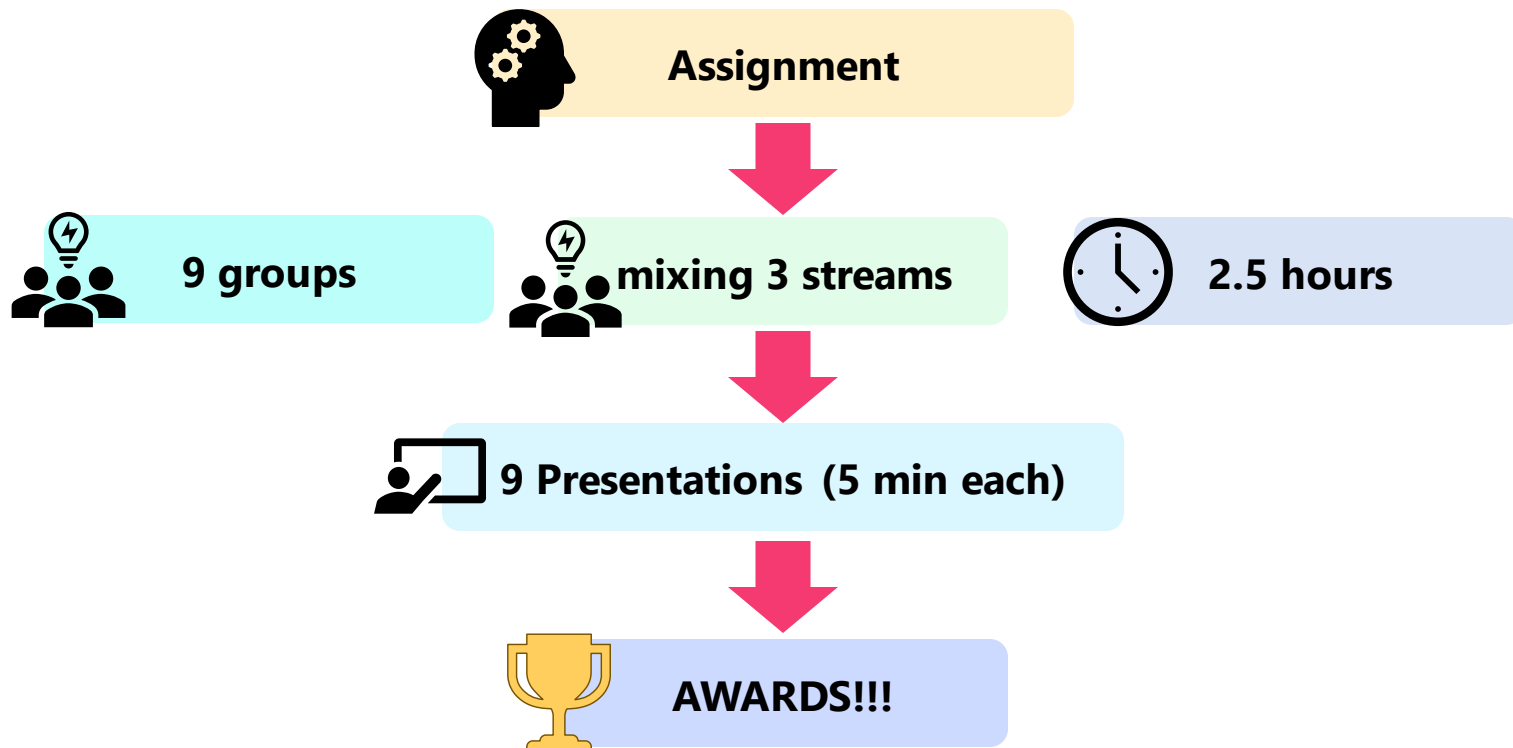 Assignment
9 groups
mixing 3 streams
2.5 hours
9 Presentations (5 min each)
AWARDS!!!